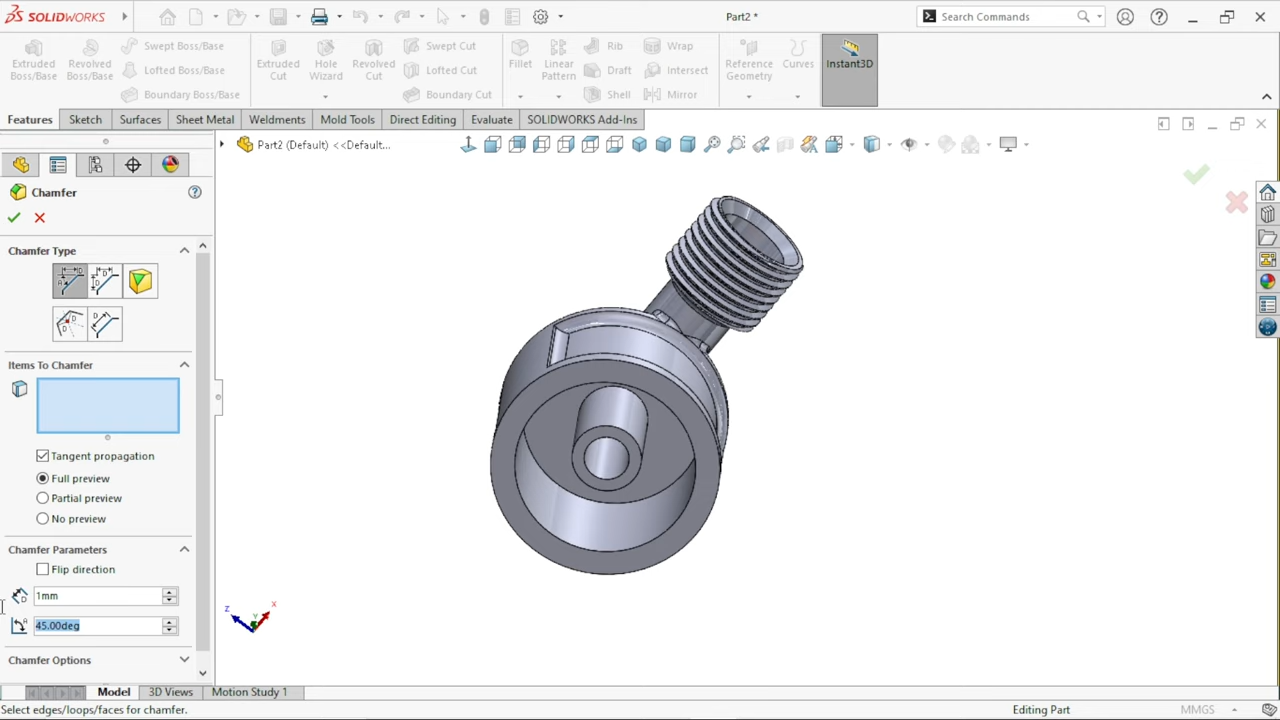 SOLIDWORKS
Part2 *
Search Commands
Extruded Boss/Base
Revolved Boss/Base
Swept Boss/Base
Lofted Boss/Base
Boundary Boss/Base
Extruded Cut
Hole Wizard
Revolved Cut
Swept Cut
Lofted Cut
Boundary Cut
Fillet
Linear Pattern
Rib
Draft
Shell
Wrap
Intersect
Mirror
Reference Geometry
Curves
Instant3D
Features
Sketch
Surfaces
Sheet Metal
Weldments
Mold Tools
Direct Editing
Evaluate
SOLIDWORKS Add-Ins
Part2 (Default) <<Default...
Chamfer
Chamfer Type
Items To Chamfer
Tangent propagation
Full preview
Partial preview
No preview
Chamfer Parameters
Flip direction
1mm
45.00deg
Chamfer Options
Z
Y
X
Model
3D Views
Motion Study 1
Select edges/loops/faces for chamfer.
Editing Part
MMGS